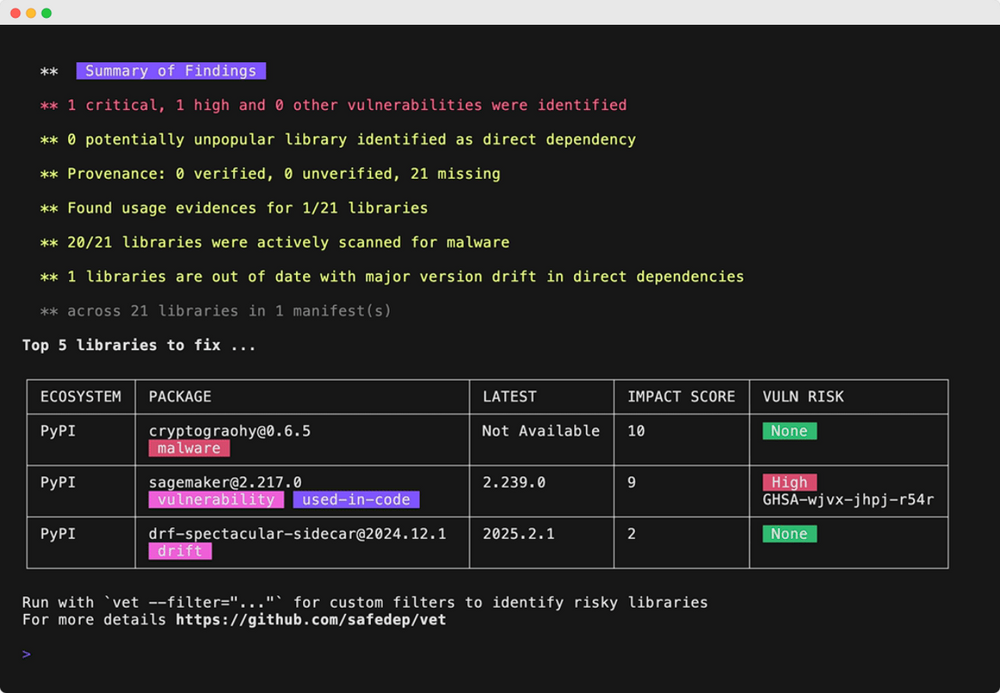 ** Summary of Findings
** 1 critical, 1 high and 0 other vulnerabilities were identified
** 0 potentially unpopular library identified as direct dependency
** Provenance: 0 verified, 0 unverified, 21 missing
** Found usage evidences for 1/21 libraries
** 20/21 libraries were actively scanned for malware
** 1 libraries are out of date with major version drift in direct dependencies
** across 21 libraries in 1 manifest(s)
Top 5 libraries to fix ...
ECOSYSTEM PACKAGE LATEST IMPACT SCORE VULN RISK
PyPI cryptograohy@0.6.5 Not Available 10 None
malware
PyPI sagemaker@2.217.0 2.239.0 9 High
vulnerability used-in-code GHSA-wjvx-jhpj-r54r
PyPI drf-spectacular-sidecar@2024.12.1 2025.2.1 2 None
drift
Run with `vet --filter="..."` for custom filters to identify risky libraries
For more details https://github.com/safedep/vet
>